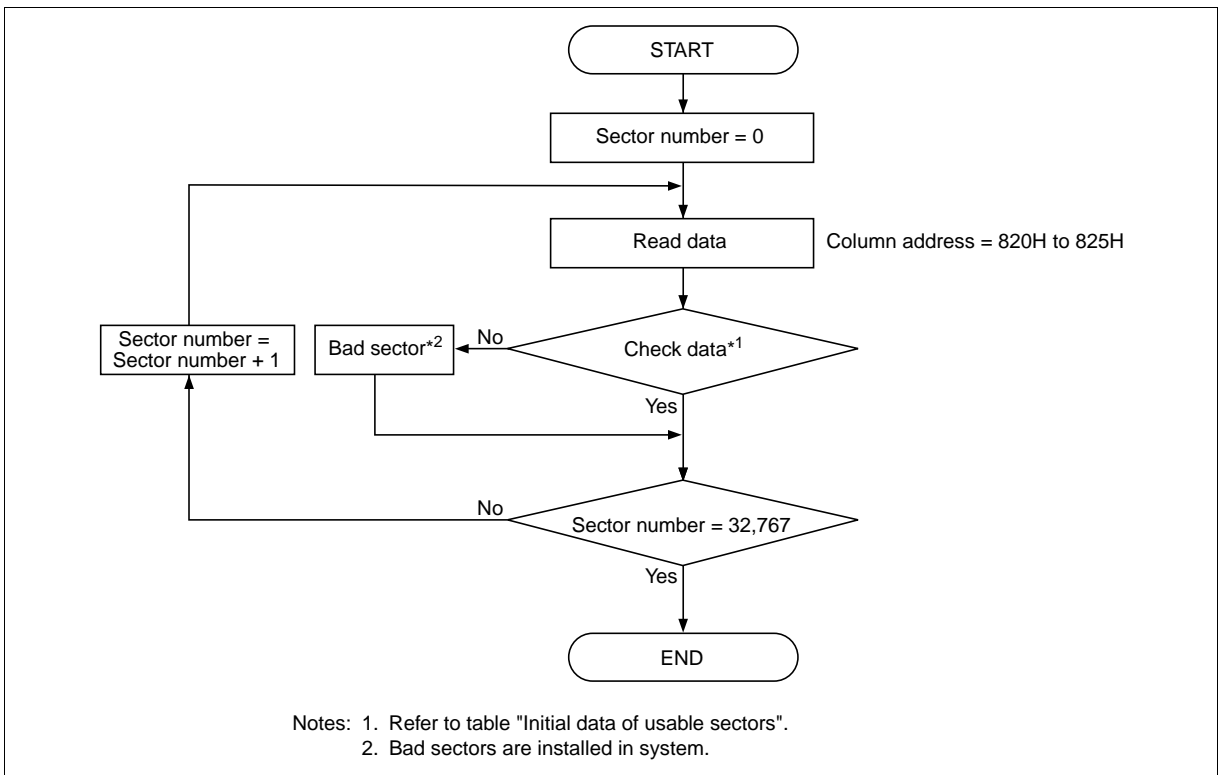 START
Sector number = 0
Read data
Column address = 820H to 825H
Sector number =
Sector number + 1
Bad sector*2
No
Check data*1
Yes
No
Sector number = 32,767
Yes
END
Notes: 1. Refer to table "Initial data of usable sectors".
2. Bad sectors are installed in system.